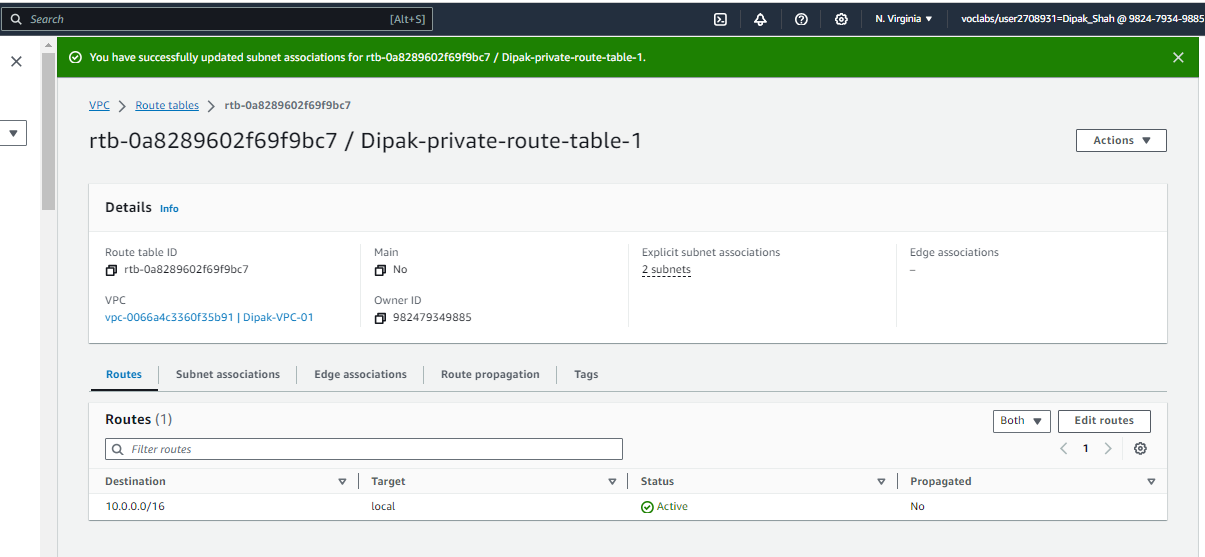 Search [Alt+S] N. Virginia voclabs/user2708931=Dipak_Shah @ 9824-7934-9885
You have successfully updated subnet associations for rtb-0a8289602f69f9bc7 / Dipak-private-route-table-1.
VPC Route tables rtb-0a8289602f69f9bc7
rtb-0a8289602f69f9bc7 / Dipak-private-route-table-1 Actions
Details Info
Route table ID Main Explicit subnet associations Edge associations
rtb-0a8289602f69f9bc7 No 2 subnets –
VPC Owner ID
vpc-0066a4c3360f35b91 | Dipak-VPC-01 982479349885
Routes Subnet associations Edge associations Route propagation Tags
Routes (1) Both Edit routes
Filter routes 1
Destination Target Status Propagated
10.0.0.0/16 local Active No